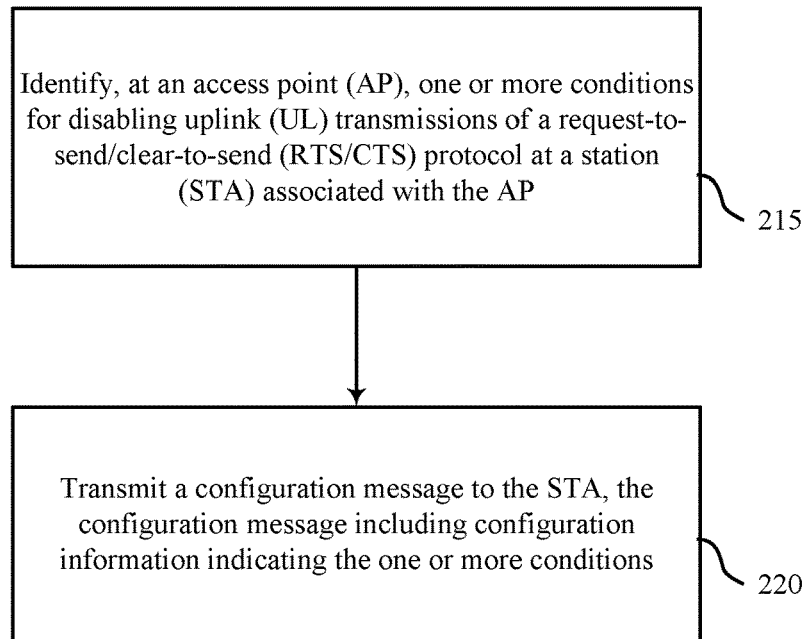 Identify, at an access point (AP), one or more conditions
for disabling uplink (UL) transmissions of a request-to-
send/clear-to-send (RTS/CTS) protocol at a station
(STA) associated with the AP
215
Transmit a configuration message to the STA, the
configuration message including configuration
information indicating the one or more conditions
220